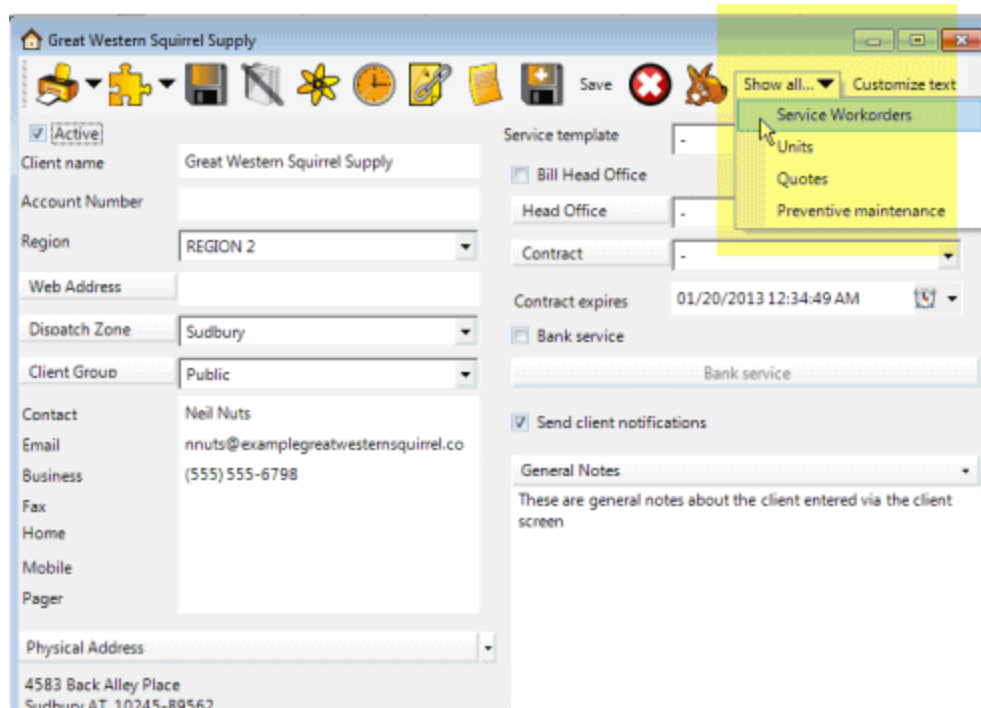 Great Western Squirrel Supply
Save
Show all...
Customize text
Service Workorders
Units
Quotes
Preventive maintenance
Active
Client name
Great Western Squirrel Supply
Account Number
Region
REGION 2
Web Address
Dispatch Zone
Sudbury
Client Group
Public
Contact
Neil Nuts
Email
nnuts@examplegreatwesternsquirrel.co
Business
(555) 555-6798
Fax
Home
Mobile
Pager
Physical Address
4583 Back Alley Place
Sudbury AT 10245-89562
Service template
-
Bill Head Office
Head Office
-
Contract
-
Contract expires
01/20/2013 12:34:49 AM
Bank service
Bank service
Send client notifications
General Notes
These are general notes about the client entered via the client
screen